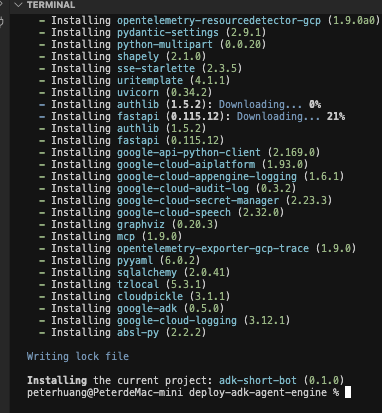 TERMINAL
- Installing opentelemetry-resourcedetector-gcp (1.9.0a0)
- Installing pydantic-settings (2.9.1)
- Installing python-multipart (0.0.20)
- Installing shapely (2.1.0)
- Installing sse-starlette (2.3.5)
- Installing uritemplate (4.1.1)
- Installing uvicorn (0.34.2)
- Installing authlib (1.5.2): Downloading... 0%
- Installing fastapi (0.115.12): Downloading... 21%
- Installing authlib (1.5.2)
- Installing fastapi (0.115.12)
- Installing google-api-python-client (2.169.0)
- Installing google-cloud-aiplatform (1.93.0)
- Installing google-cloud-appengine-logging (1.6.1)
- Installing google-cloud-audit-log (0.3.2)
- Installing google-cloud-secret-manager (2.23.3)
- Installing google-cloud-speech (2.32.0)
- Installing graphviz (0.20.3)
- Installing mcp (1.9.0)
- Installing opentelemetry-exporter-gcp-trace (1.9.0)
- Installing pyyaml (6.0.2)
- Installing sqlalchemy (2.0.41)
- Installing tzlocal (5.3.1)
- Installing cloudpickle (3.1.1)
- Installing google-adk (0.5.0)
- Installing google-cloud-logging (3.12.1)
- Installing absl-py (2.2.2)
Writing lock file
Installing the current project: adk-short-bot (0.1.0)
peterhuang@PeterdeMac-mini deploy-adk-agent-engine %